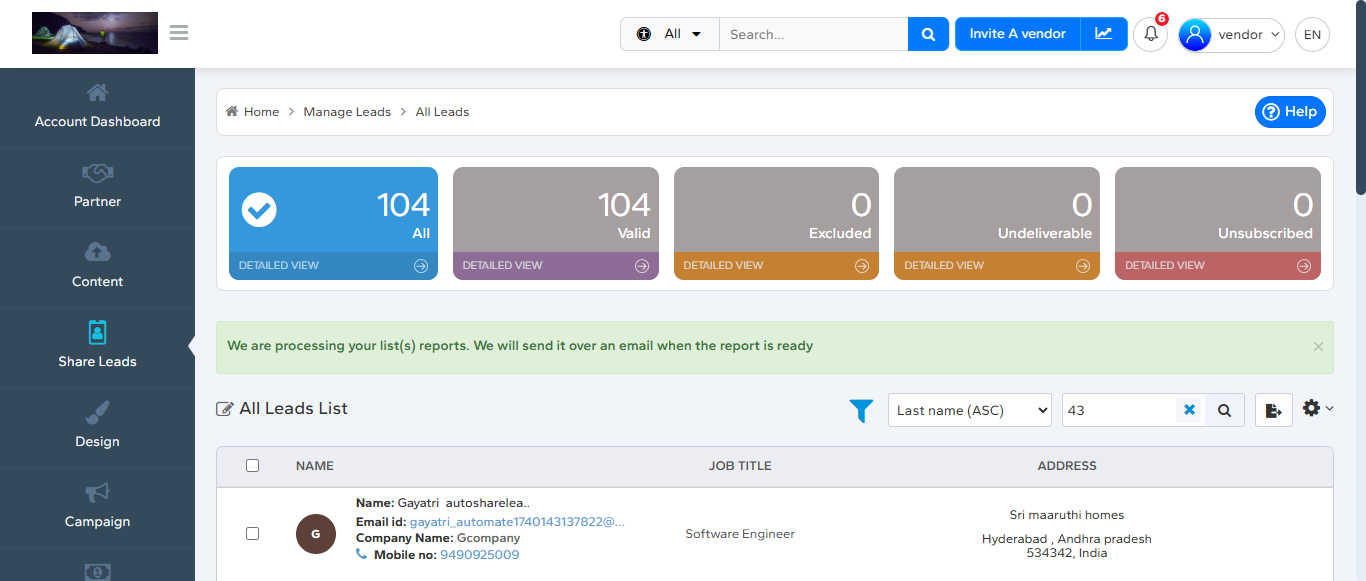 All
Search...
Invite A vendor
6
vendor
EN
Account Dashboard
Partner
Content
Share Leads
Design
Campaign
Home > Manage Leads > All Leads
Help
104
All
DETAILED VIEW
104
Valid
DETAILED VIEW
0
Excluded
DETAILED VIEW
0
Undeliverable
DETAILED VIEW
0
Unsubscribed
DETAILED VIEW
We are processing your list(s) reports. We will send it over an email when the report is ready
×
All Leads List
Last name (ASC)
43
NAME JOB TITLE ADDRESS
G
Name: Gayatri autosharelea..
Email id: gayatri_automate1740143137822@...
Company Name: Gcompany
Mobile no: 9490925009
Software Engineer
Sri maaruthi homes
Hyderabad , Andhra pradesh
534342, India